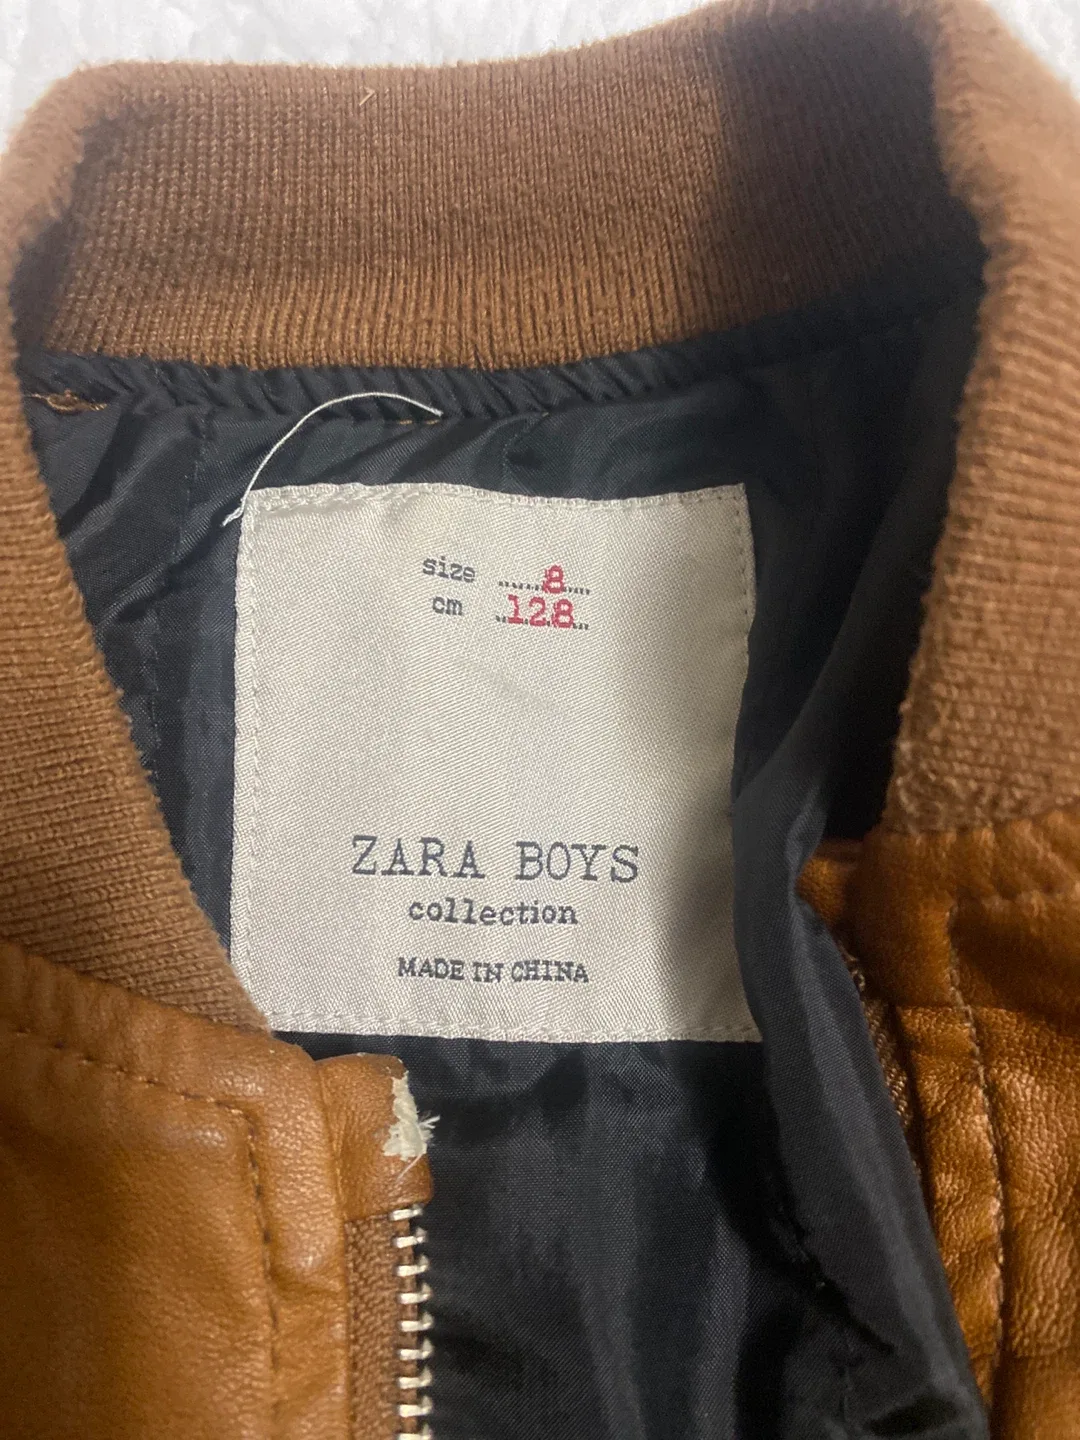 size 8
cm 128
ZARA BOYS
collection
MADE IN CHINA